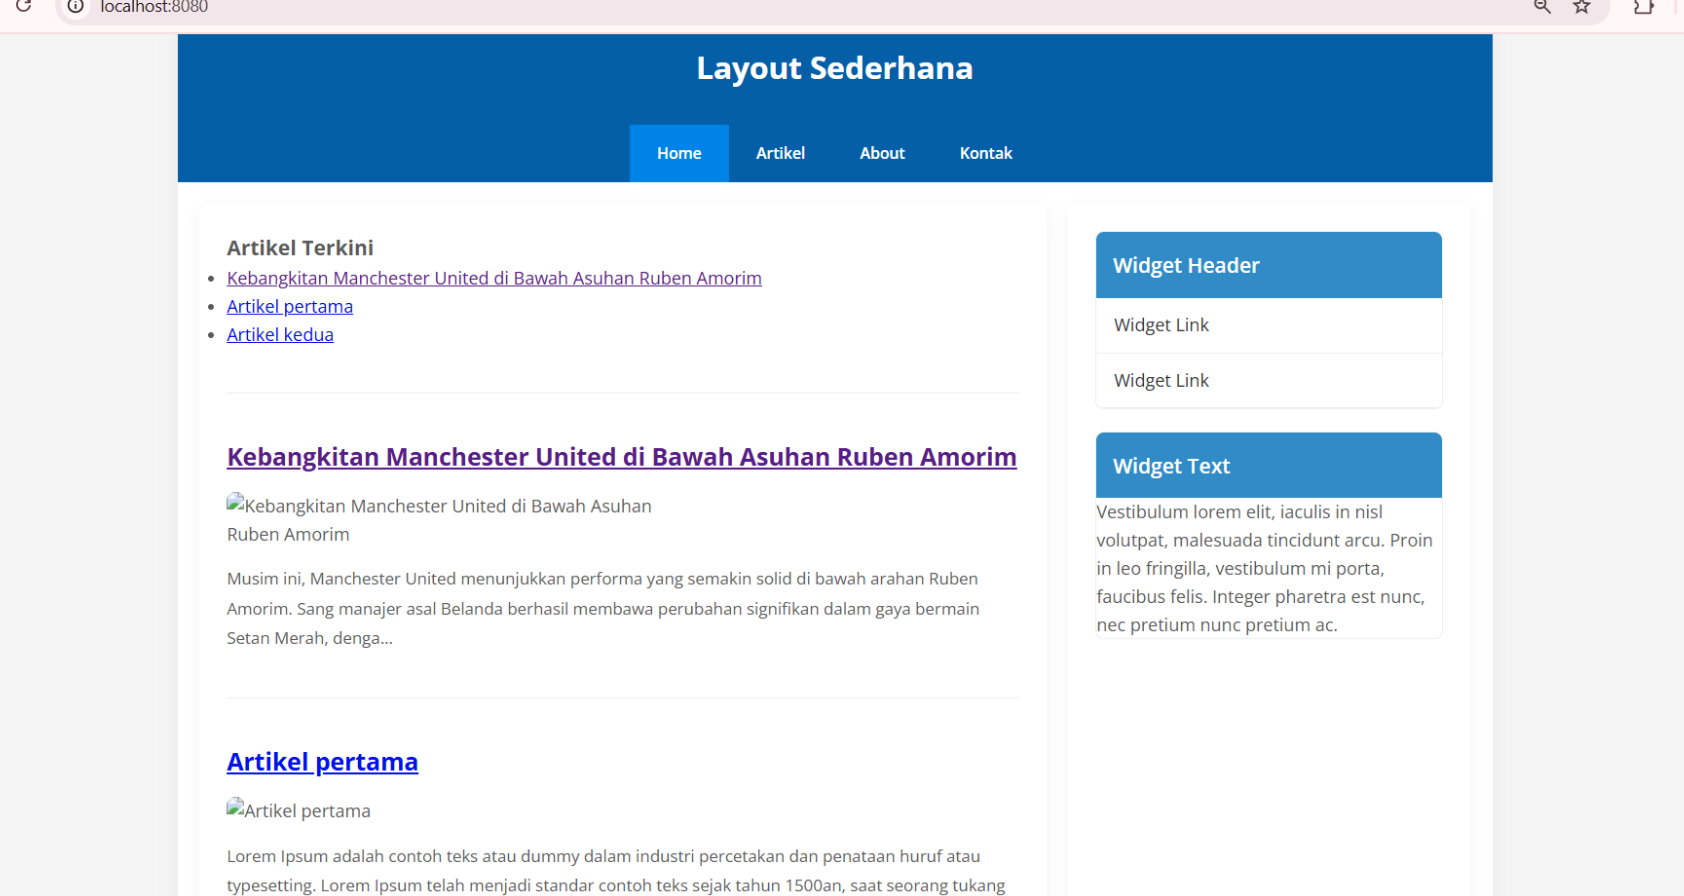 localhost:8080
Layout Sederhana
Home
Artikel
About
Kontak
Artikel Terkini
Kebangkitan Manchester United di Bawah Asuhan Ruben Amorim
Artikel pertama
Artikel kedua
Kebangkitan Manchester United di Bawah Asuhan Ruben Amorim
Kebangkitan Manchester United di Bawah Asuhan
Ruben Amorim
Musim ini, Manchester United menunjukkan performa yang semakin solid di bawah arahan Ruben
Amorim. Sang manajer asal Belanda berhasil membawa perubahan signifikan dalam gaya bermain
Setan Merah, denga...
Artikel pertama
Artikel pertama
Lorem Ipsum adalah contoh teks atau dummy dalam industri percetakan dan penataan huruf atau
typesetting. Lorem Ipsum telah menjadi standar contoh teks sejak tahun 1500an, saat seorang tukang
Widget Header
Widget Link
Widget Link
Widget Text
Vestibulum lorem elit, iaculis in nisl
volutpat, malesuada tincidunt arcu. Proin
in leo fringilla, vestibulum mi porta,
faucibus felis. Integer pharetra est nunc,
nec pretium nunc pretium ac.